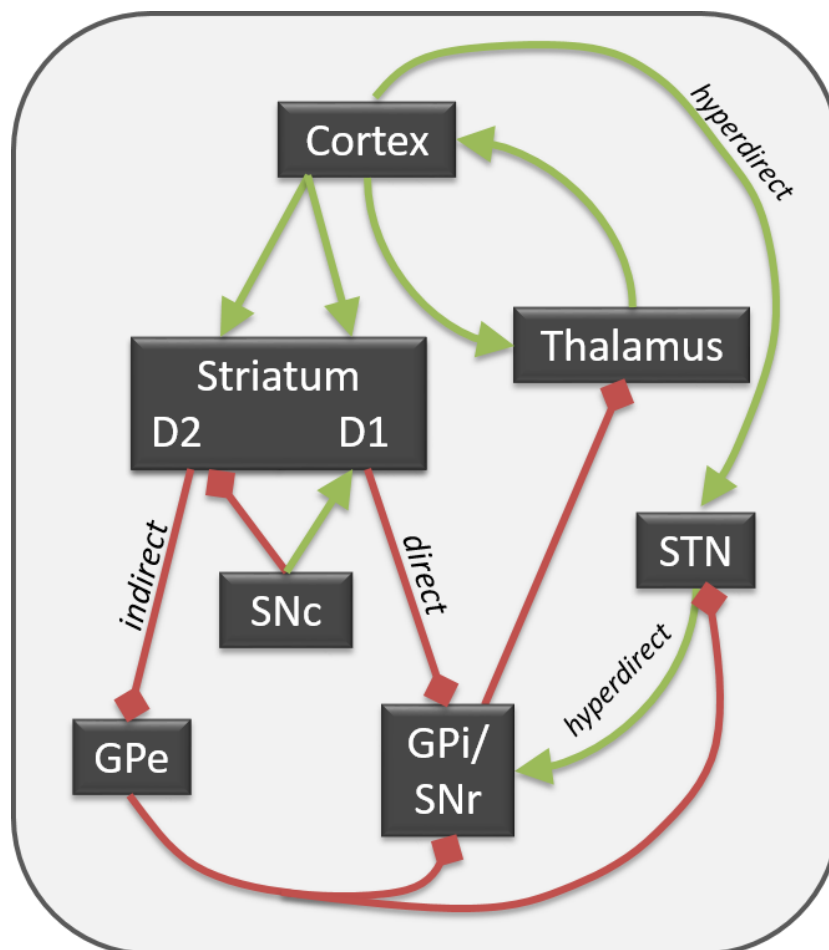 Cortex
hyperdirect
Thalamus
Striatum
D2 D1
STN
indirect
direct
SNc
hyperdirect
GPe
GPi/
SNr